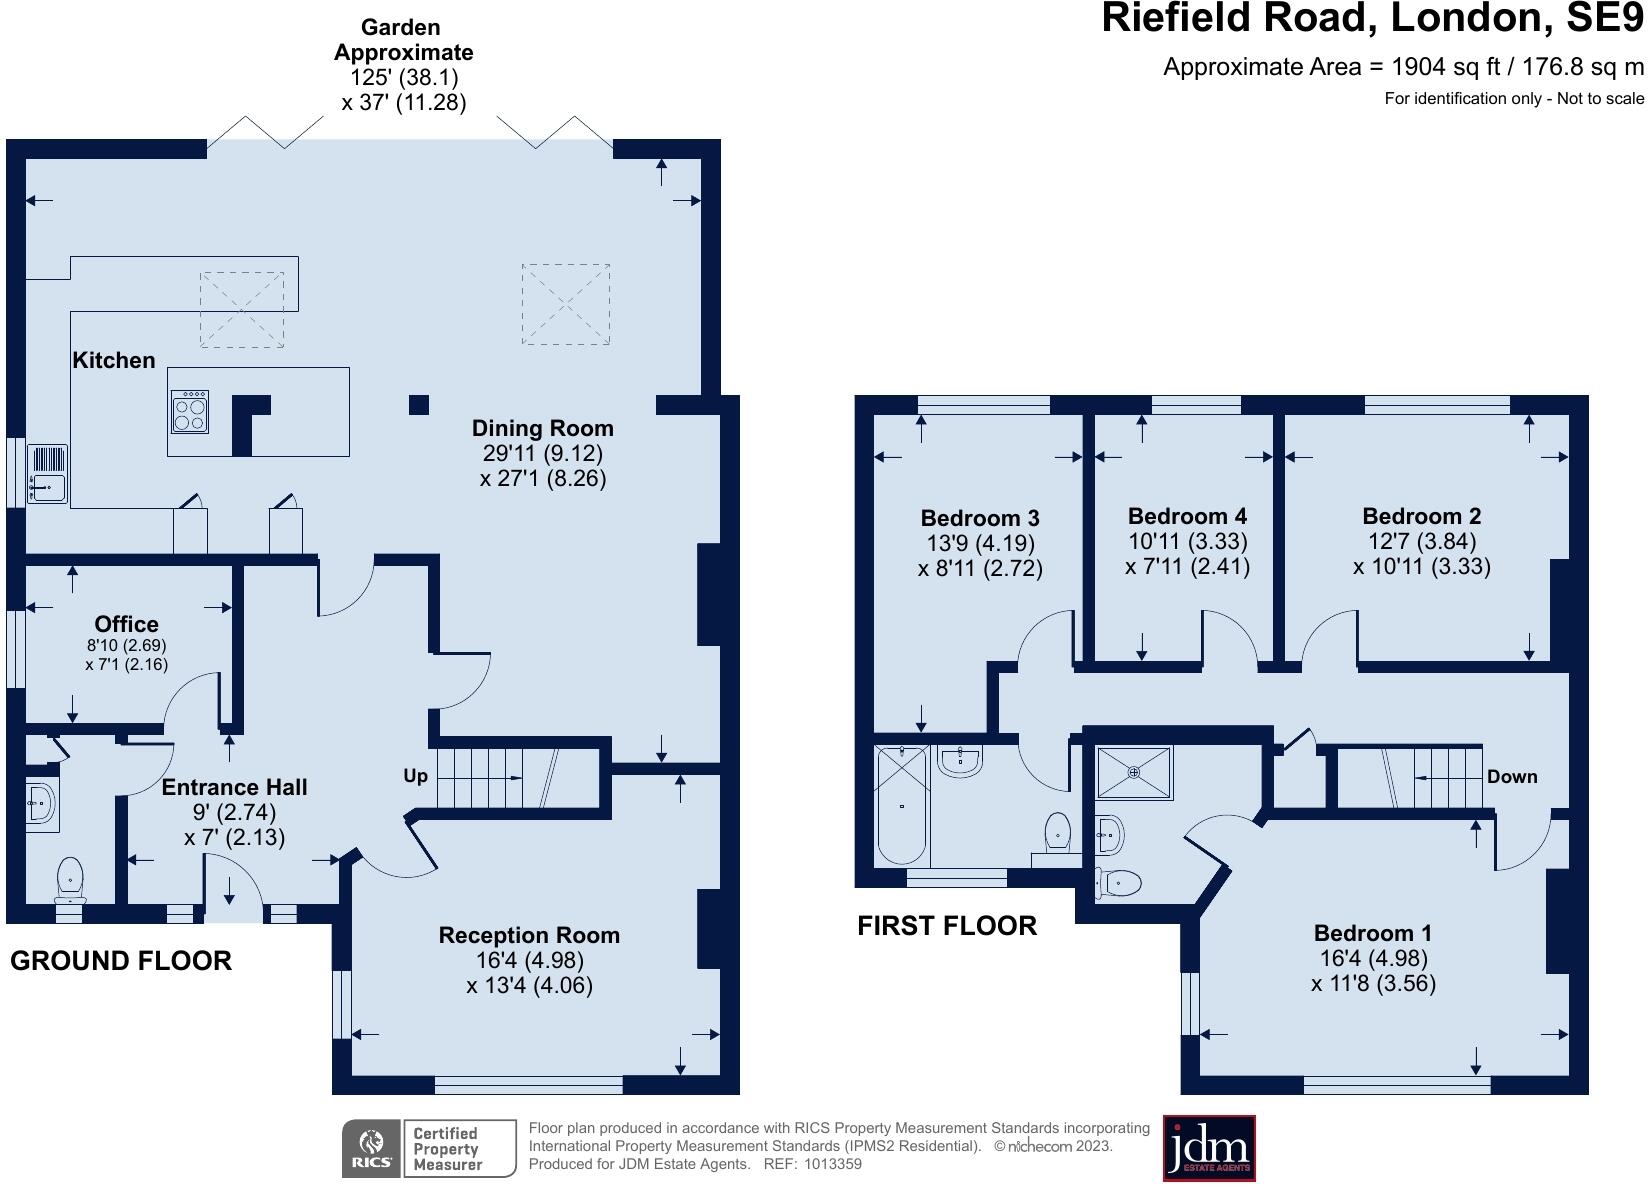 Riefield Road, London, SE9
Approximate Area = 1904 sq ft / 176.8 sq m
For identification only - Not to scale
Garden
Approximate
125' (38.1)
x 37' (11.28)
Kitchen
Dining Room
29'11 (9.12)
x 27'1 (8.26)
Office
8'10 (2.69)
x 7'1 (2.16)
Entrance Hall
9' (2.74)
x 7' (2.13)
Up
Reception Room
16'4 (4.98)
x 13'4 (4.06)
GROUND FLOOR
Bedroom 3
13'9 (4.19)
x 8'11 (2.72)
Bedroom 4
10'11 (3.33)
x 7'11 (2.41)
Bedroom 2
12'7 (3.84)
x 10'11 (3.33)
Down
Bedroom 1
16'4 (4.98)
x 11'8 (3.56)
FIRST FLOOR
RICS
Certified
Property
Measurer
Floor plan produced in accordance with RICS Property Measurement Standards incorporating
International Property Measurement Standards (IPMS2 Residential). © nichecom 2023.
Produced for JDM Estate Agents. REF: 1013359
jdm
ESTATE AGENTS